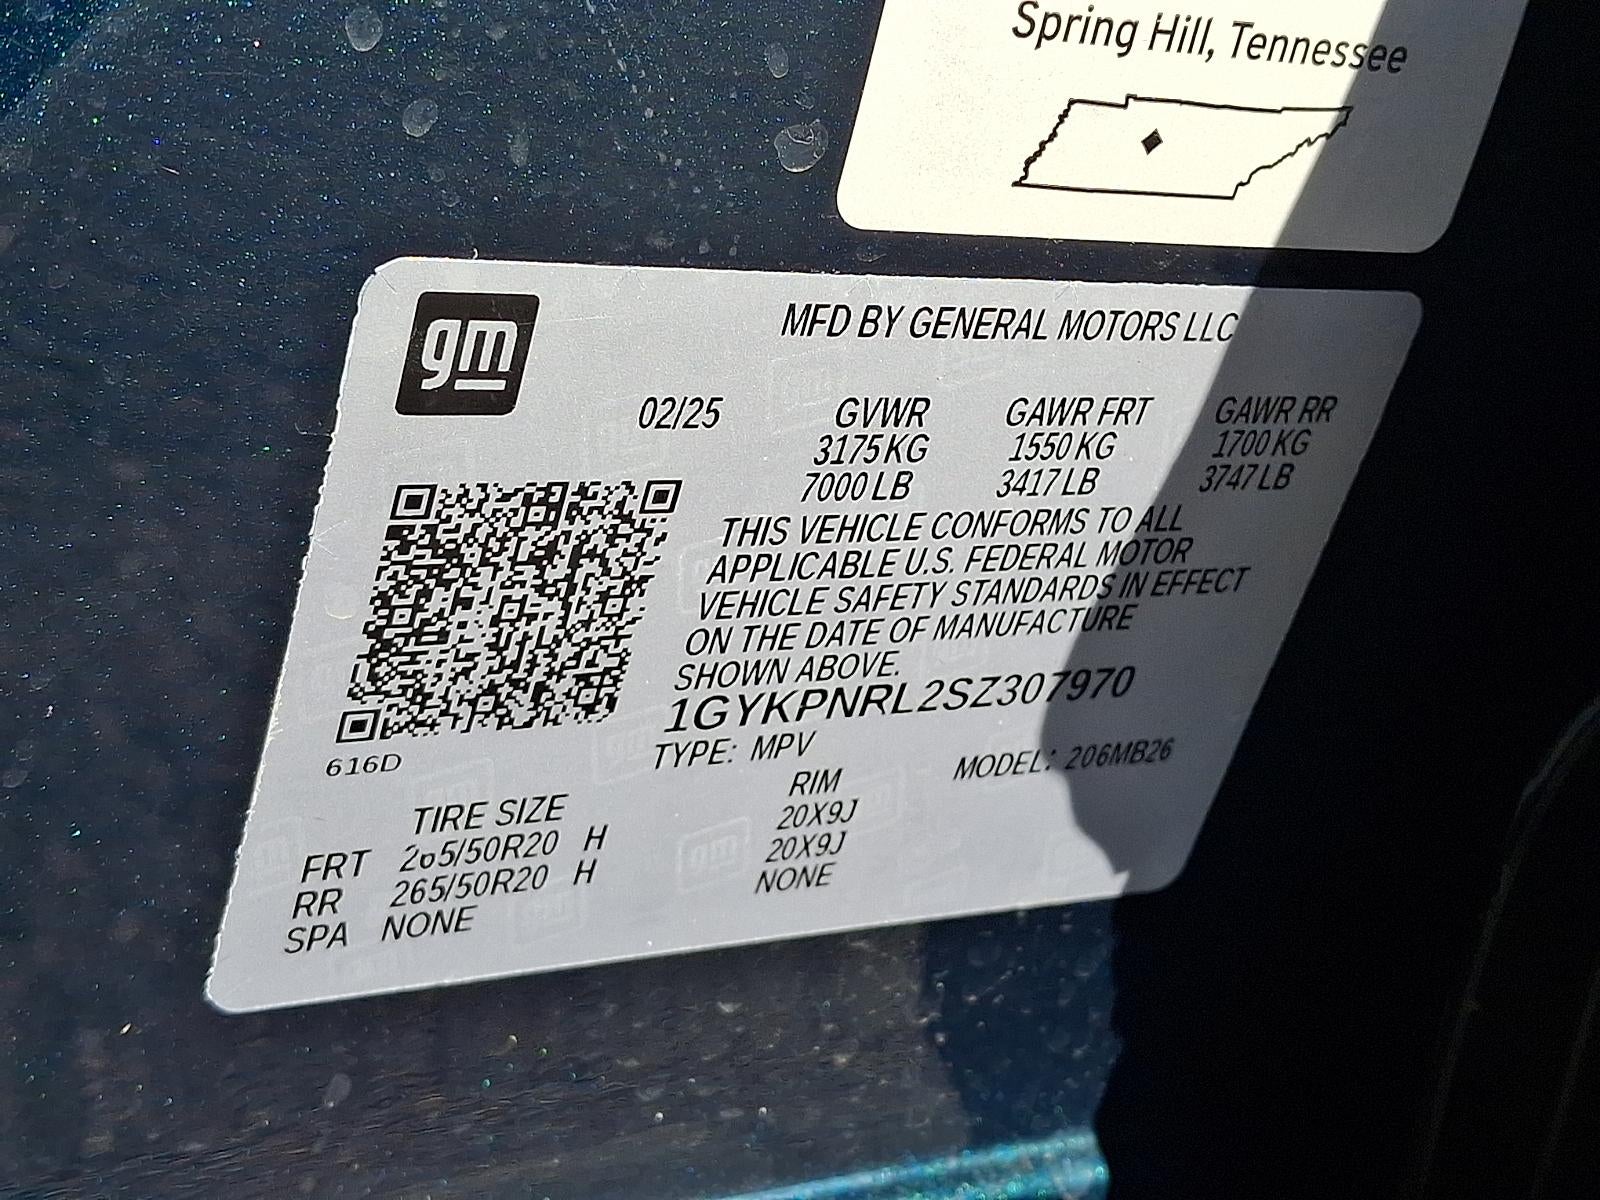 Spring Hill, Tennessee
gm
MFD BY GENERAL MOTORS LLC
02/25 GVWR GAWR FRT GAWR RR
3175KG 1550KG 1700KG
7000LB 3417LB 3747LB
THIS VEHICLE CONFORMS TO ALL
APPLICABLE U.S. FEDERAL MOTOR
VEHICLE SAFETY STANDARDS IN EFFECT
ON THE DATE OF MANUFACTURE
SHOWN ABOVE.
1GYKPNRL2SZ307970
616D
TYPE: MPV MODEL: 206MB26
TIRE SIZE RIM
FRT 265/50R20 H 20X9J
RR 265/50R20 H 20X9J
SPA NONE NONE